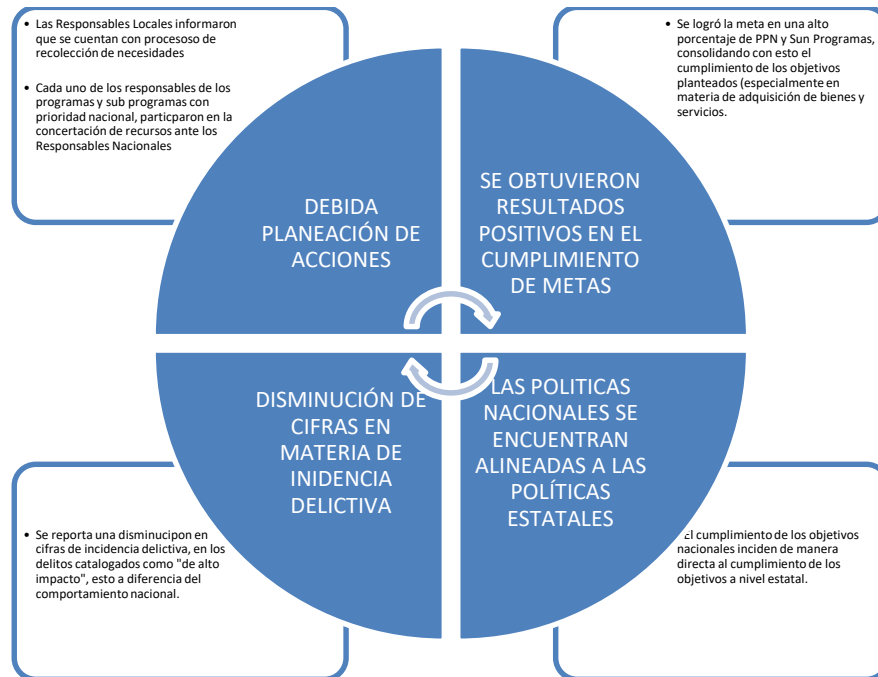 • Las Responsables Locales informaron
que se cuentan con procesoso de
recolección de necesidades
• Cada uno de los responsables de los
programas y sub programas con
prioridad nacional, particparon en la
concertación de recursos ante los
Responsables Nacionales
• Se logró la meta en una alto
porcentaje de PPN y Sun Programas,
consolidando con esto el
cumplimiento de los objetivos
planteados (especialmente en
materia de adquisición de bienes y
servicios.
DEBIDA
PLANEACIÓN DE
ACCIONES
SE OBTUVIERON
RESULTADOS
POSITIVOS EN EL
CUMPLIMIENTO
DE METAS
DISMINUCIÓN DE
CIFRAS EN
MATERIA DE
INIDENCIA
DELICTIVA
LAS POLITICAS
NACIONALES SE
ENCUENTRAN
ALINEADAS A LAS
POLÍTICAS
ESTATALES
• Se reporta una disminucipon en
cifras de incidencia delictiva, en los
delitos catalogados como "de alto
impacto", esto a diferencia del
comportamiento nacional.
El cumplimiento de los objetivos
nacionales inciden de manera
directa al cumplimiento de los
objetivos a nivel estatal.